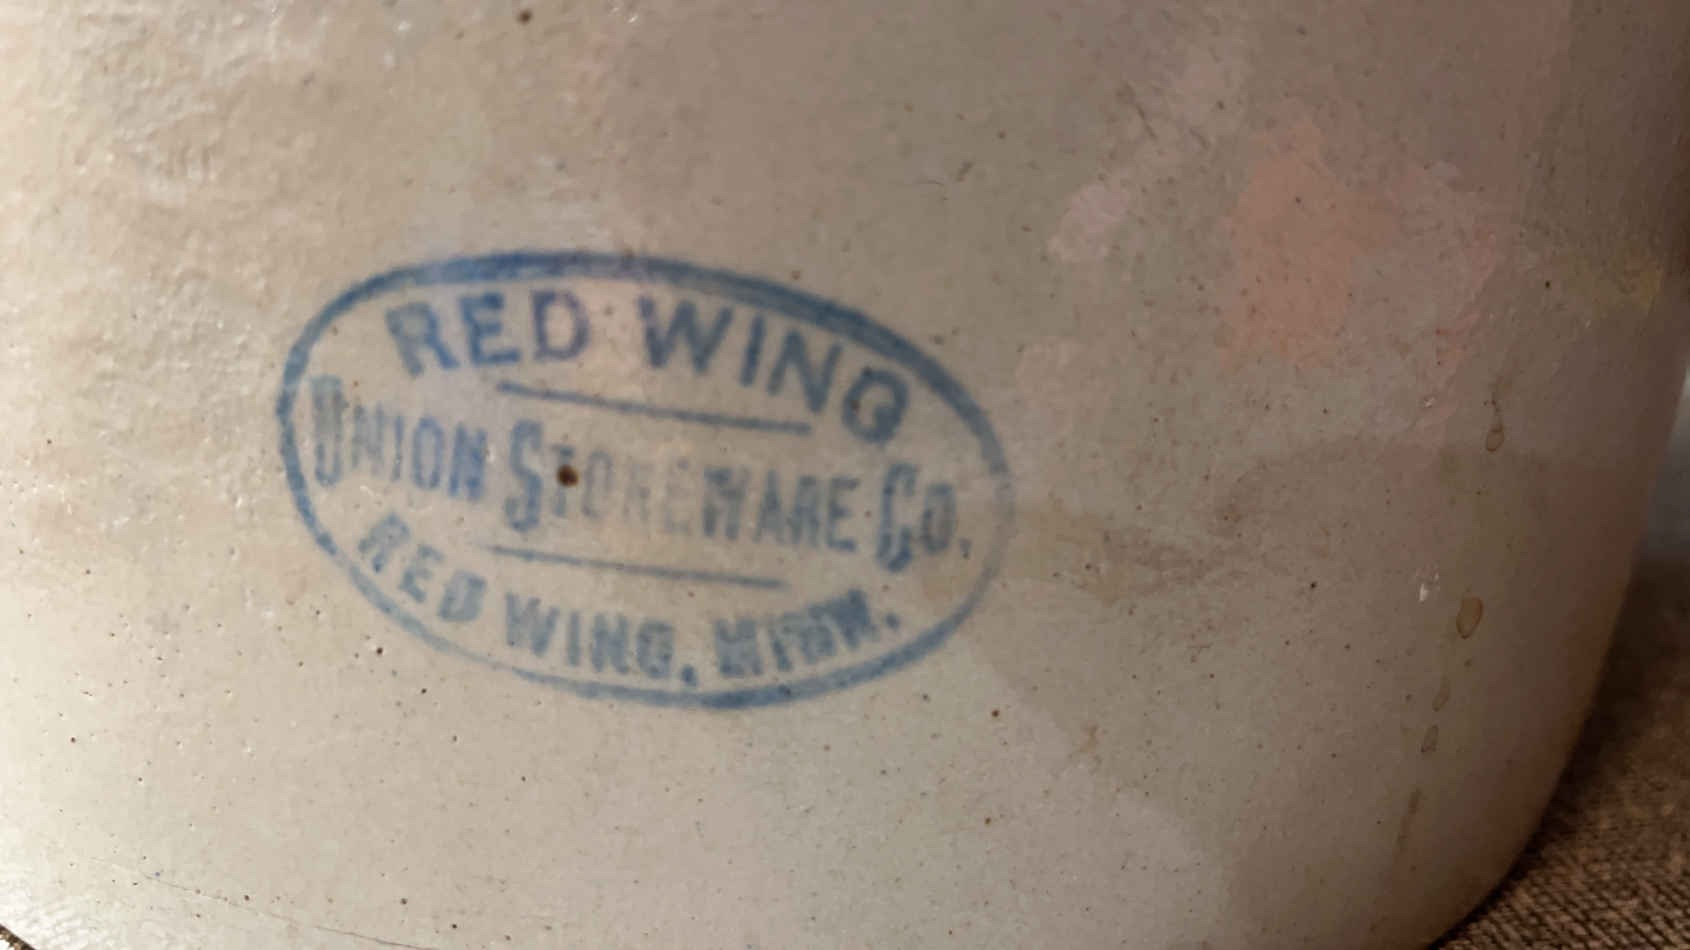 RED WING
UNION STONEWARE CO.
RED WING, MINN.